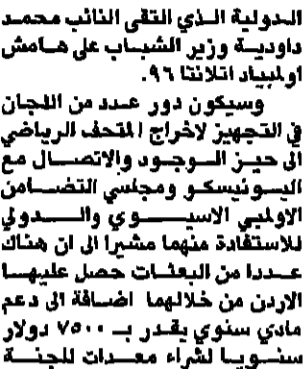 الدولية الذي التقى النائب محمد
داودية وزير الشباب على هامش
اولمبياد اتلانتا ٩٦.
وسيكون دور عدد من اللجان
في التجهيز لاخراج المتحف الرياضي
الى حيز الوجود والاتصال مع
اليونيسكو ومجلسي التضامن
الاولمبي الاسيوي والدولي
للاستفادة منهما مشيرا الى ان هناك
عددا من البعثات حصل عليها
الاردن من خلالهما اضافة الى دعم
مادي سنوي يقدر بـ ٧٥٠٠ دولار
سنويا لشراء معدات للجنة